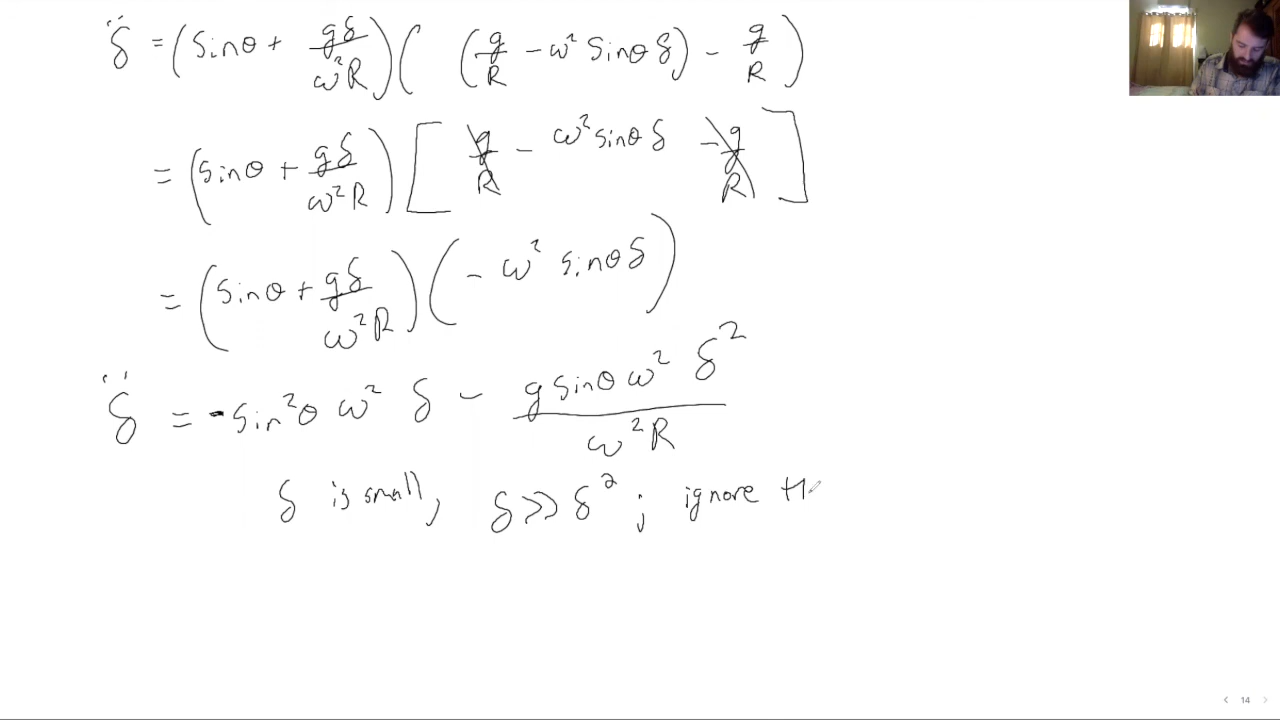 δ̈ = (sinθ + gδ/ω²R)( (g/R - ω² sinθ δ) - g/R )
= (sinθ + gδ/ω²R) [ g/R - ω² sinθ δ - g/R ]
= (sinθ + gδ/ω²R)( - ω² sinθ δ )
δ̈ = - sin²θ ω² δ - g sinθ ω² δ² / ω²R
δ is small, δ >> δ² ; ignore
14